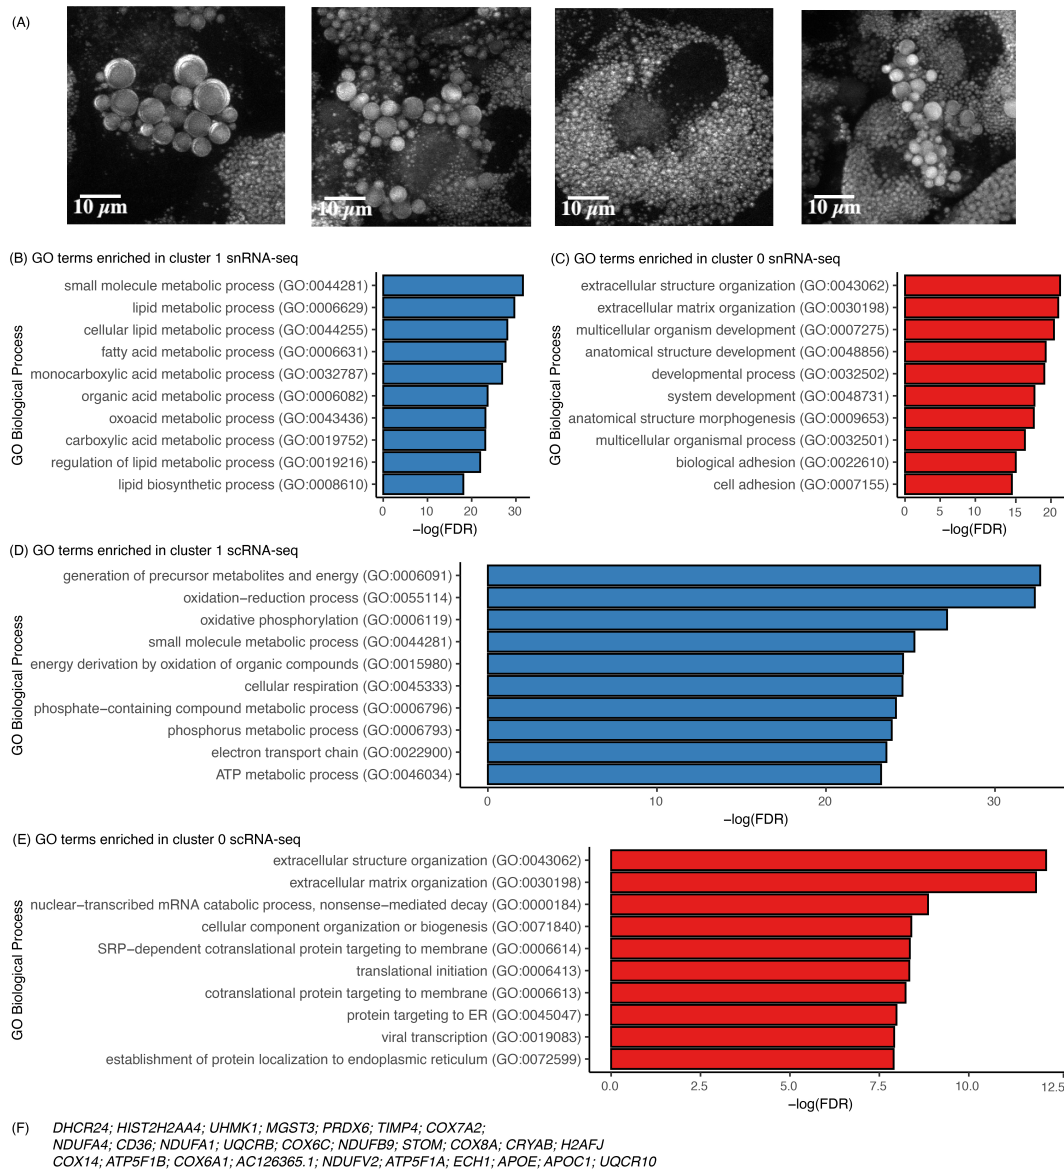 (A)
10 µm
10 µm
10 µm
10 µm
(B) GO terms enriched in cluster 1 snRNA-seq
GO Biological Process
small molecule metabolic process (GO:0044281)
lipid metabolic process (GO:0006629)
cellular lipid metabolic process (GO:0044255)
fatty acid metabolic process (GO:0006631)
monocarboxylic acid metabolic process (GO:0032787)
organic acid metabolic process (GO:0006082)
oxoacid metabolic process (GO:0043436)
carboxylic acid metabolic process (GO:0019752)
regulation of lipid metabolic process (GO:0019216)
lipid biosynthetic process (GO:0008610)
0 10 20 30
−log(FDR)
(C) GO terms enriched in cluster 0 snRNA-seq
GO Biological Process
extracellular structure organization (GO:0043062)
extracellular matrix organization (GO:0030198)
multicellular organism development (GO:0007275)
anatomical structure development (GO:0048856)
developmental process (GO:0032502)
system development (GO:0048731)
anatomical structure morphogenesis (GO:0009653)
multicellular organismal process (GO:0032501)
biological adhesion (GO:0022610)
cell adhesion (GO:0007155)
0 5 10 15 20
−log(FDR)
(D) GO terms enriched in cluster 1 scRNA-seq
GO Biological Process
generation of precursor metabolites and energy (GO:0006091)
oxidation−reduction process (GO:0055114)
oxidative phosphorylation (GO:0006119)
small molecule metabolic process (GO:0044281)
energy derivation by oxidation of organic compounds (GO:0015980)
cellular respiration (GO:0045333)
phosphate−containing compound metabolic process (GO:0006796)
phosphorus metabolic process (GO:0006793)
electron transport chain (GO:0022900)
ATP metabolic process (GO:0046034)
0 10 20 30
−log(FDR)
(E) GO terms enriched in cluster 0 scRNA-seq
GO Biological Process
extracellular structure organization (GO:0043062)
extracellular matrix organization (GO:0030198)
nuclear−transcribed mRNA catabolic process, nonsense−mediated decay (GO:0000184)
cellular component organization or biogenesis (GO:0071840)
SRP−dependent cotranslational protein targeting to membrane (GO:0006614)
translational initiation (GO:0006413)
cotranslational protein targeting to membrane (GO:0006613)
protein targeting to ER (GO:0045047)
viral transcription (GO:0019083)
establishment of protein localization to endoplasmic reticulum (GO:0072599)
0.0 2.5 5.0 7.5 10.0 12.5
−log(FDR)
(F) DHCR24; HIST2H2AA4; UHMK1; MGST3; PRDX6; TIMP4; COX7A2;
NDUFA4; CD36; NDUFA1; UQCRB; COX6C; NDUFB9; STOM; COX8A; CRYAB; H2AFJ
COX14; ATP5F1B; COX6A1; AC126365.1; NDUFV2; ATP5F1A; ECH1; APOE; APOC1; UQCR10